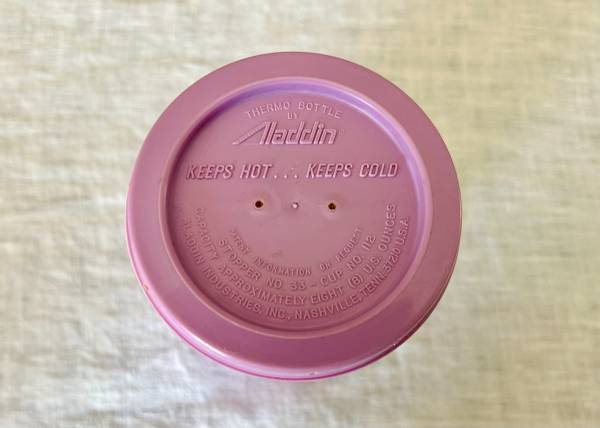 THERMO BOTTLE
BY
Aladdin
KEEPS HOT... KEEPS COLD
PATENT INFORMATION ON REQUEST
STOPPER NO. 33 - CUP NO. 112
CAPACITY APPROXIMATELY EIGHT (8) U.S. OUNCES
ALADDIN INDUSTRIES, INC., NASHVILLE, TENN. 37210 U.S.A.